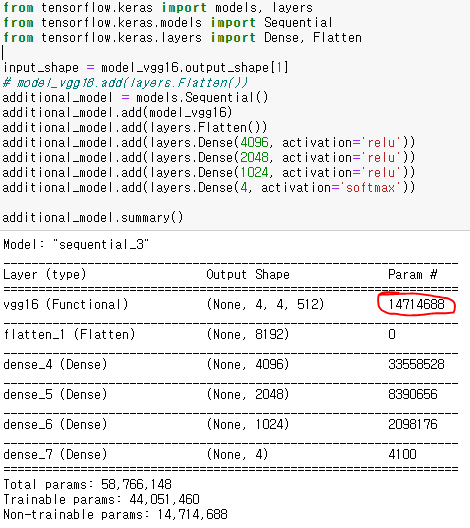 from tensorflow.keras import models, layers
from tensorflow.keras.models import Sequential
from tensorflow.keras.layers import Dense, Flatten
input_shape = model_vgg16.output_shape[1]
# model_vgg16.add(layers.Flatten())
additional_model = models.Sequential()
additional_model.add(model_vgg16)
additional_model.add(layers.Flatten())
additional_model.add(layers.Dense(4096, activation='relu'))
additional_model.add(layers.Dense(2048, activation='relu'))
additional_model.add(layers.Dense(1024, activation='relu'))
additional_model.add(layers.Dense(4, activation='softmax'))
additional_model.summary()
Model: "sequential_3"
Layer (type) Output Shape Param #
vgg16 (Functional) (None, 4, 4, 512) 14714688
flatten_1 (Flatten) (None, 8192) 0
dense_4 (Dense) (None, 4096) 33558528
dense_5 (Dense) (None, 2048) 8390656
dense_6 (Dense) (None, 1024) 2098176
dense_7 (Dense) (None, 4) 4100
Total params: 58,766,148
Trainable params: 44,051,460
Non-trainable params: 14,714,688